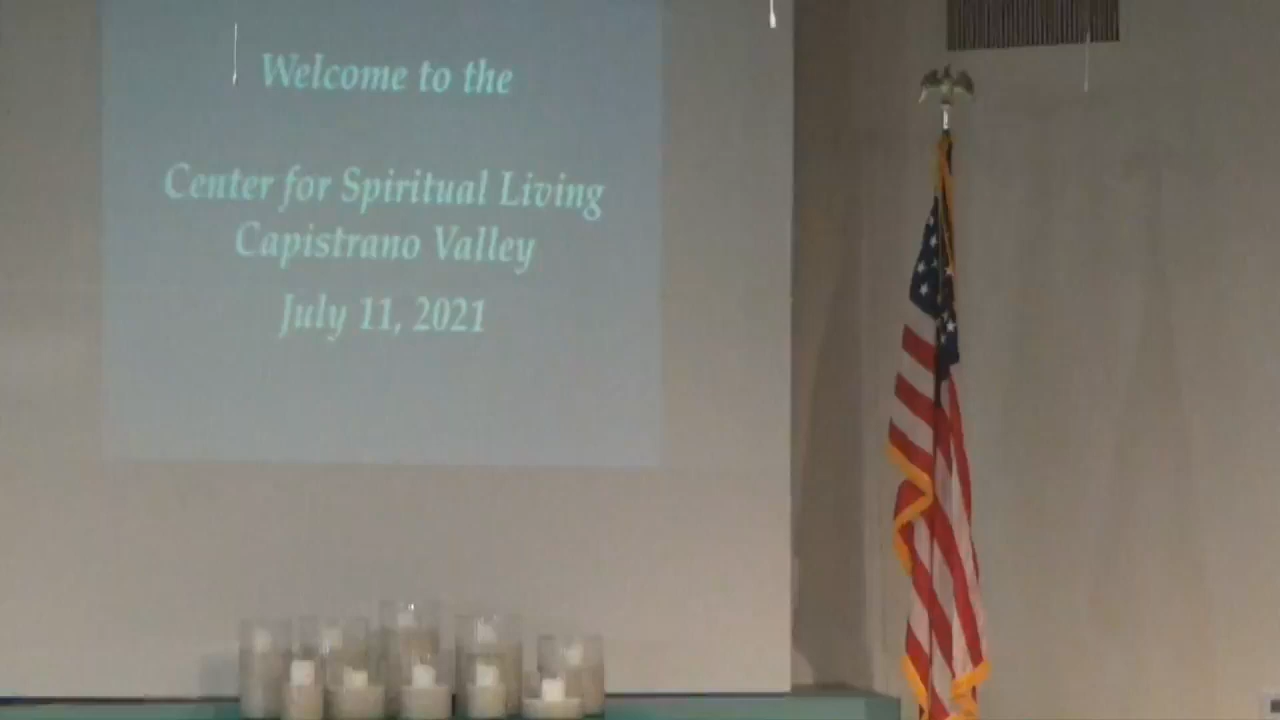 Welcome to the
Center for Spiritual Living
Capistrano Valley
July 11, 2021